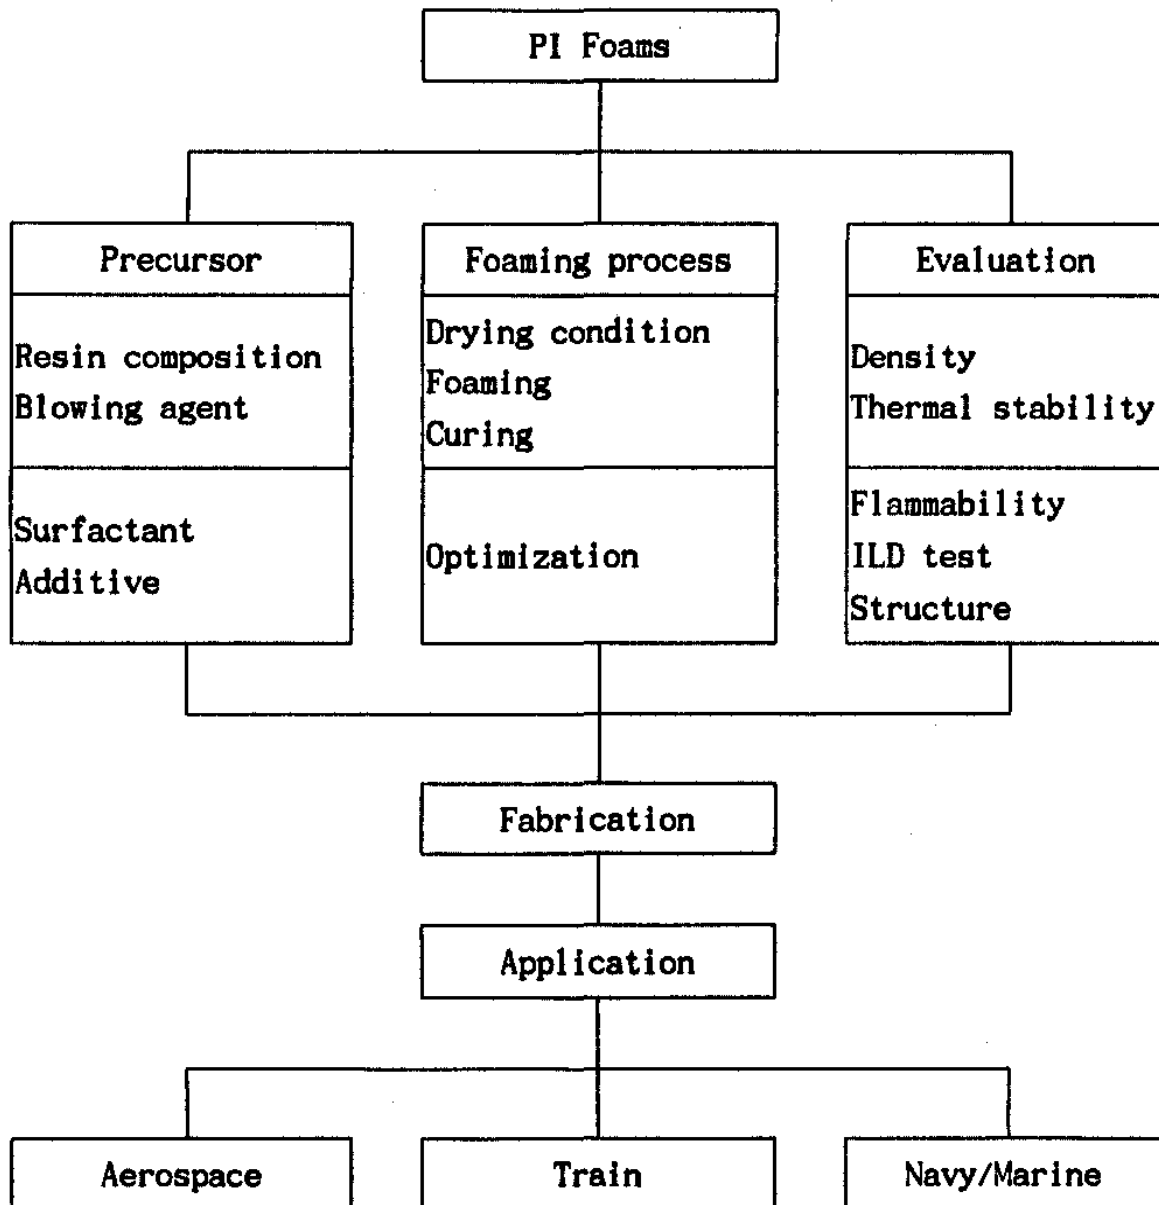 PI Foams
Precursor
Resin composition
Blowing agent
Surfactant
Additive
Foaming process
Drying condition
Foaming
Curing
Optimization
Evaluation
Density
Thermal stability
Flammability
ILD test
Structure
Fabrication
Application
Aerospace
Train
Navy/Marine